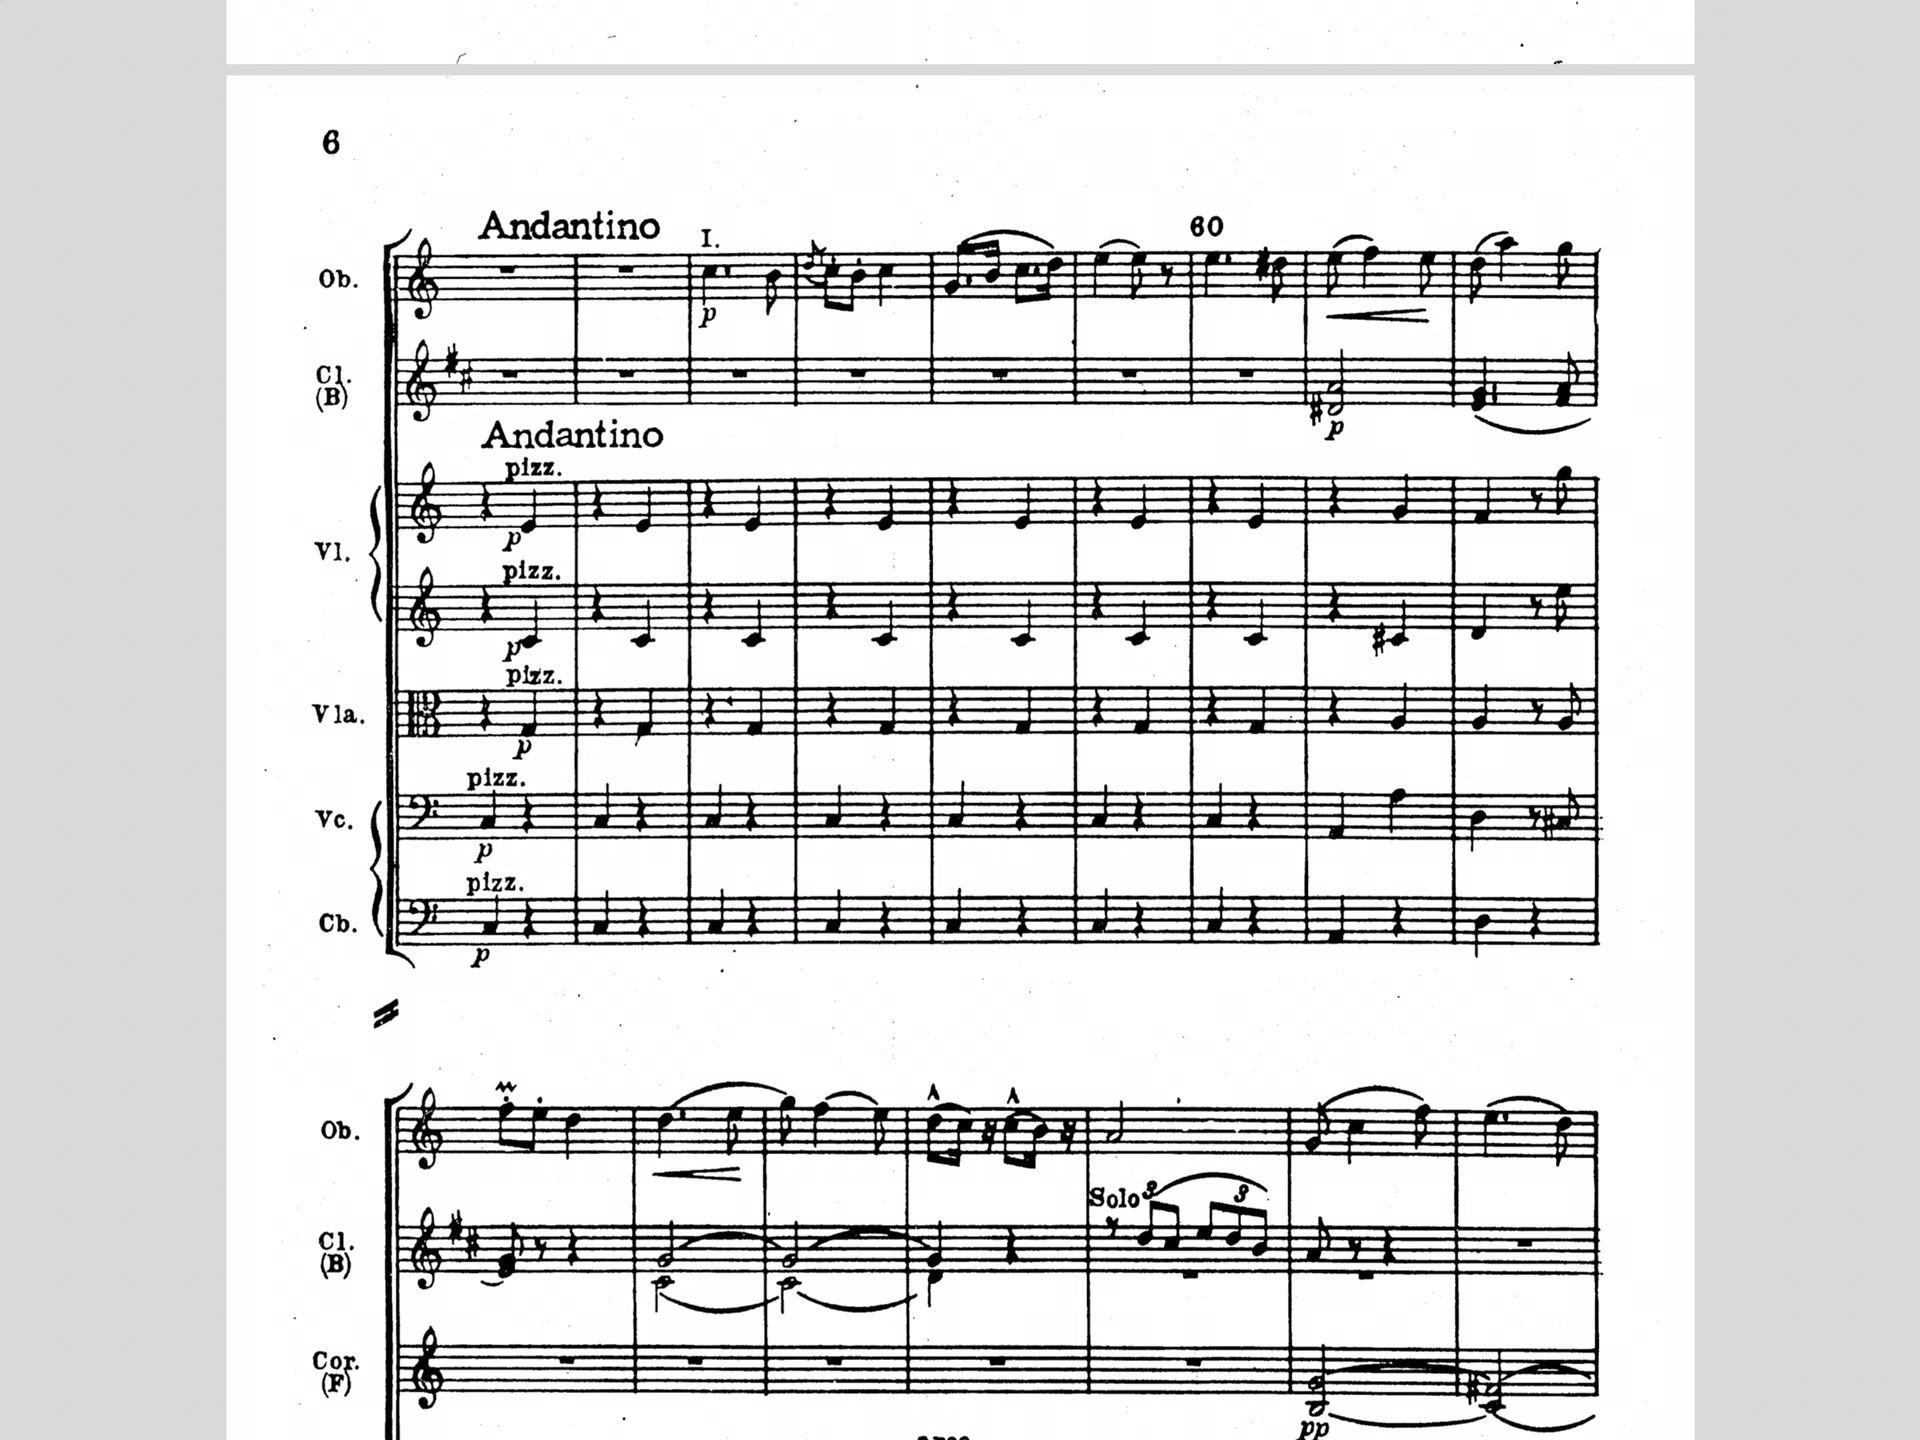 6
Andantino
I.
60
Ob.
p
Cl.
(B)
p
Andantino
pizz.
p
Vl.
pizz.
p
pizz.
Vla.
p
pizz.
Vc.
p
pizz.
Cb.
p
Ob.
Solo 3
3
Cl.
(B)
Cor.
(F)
pp